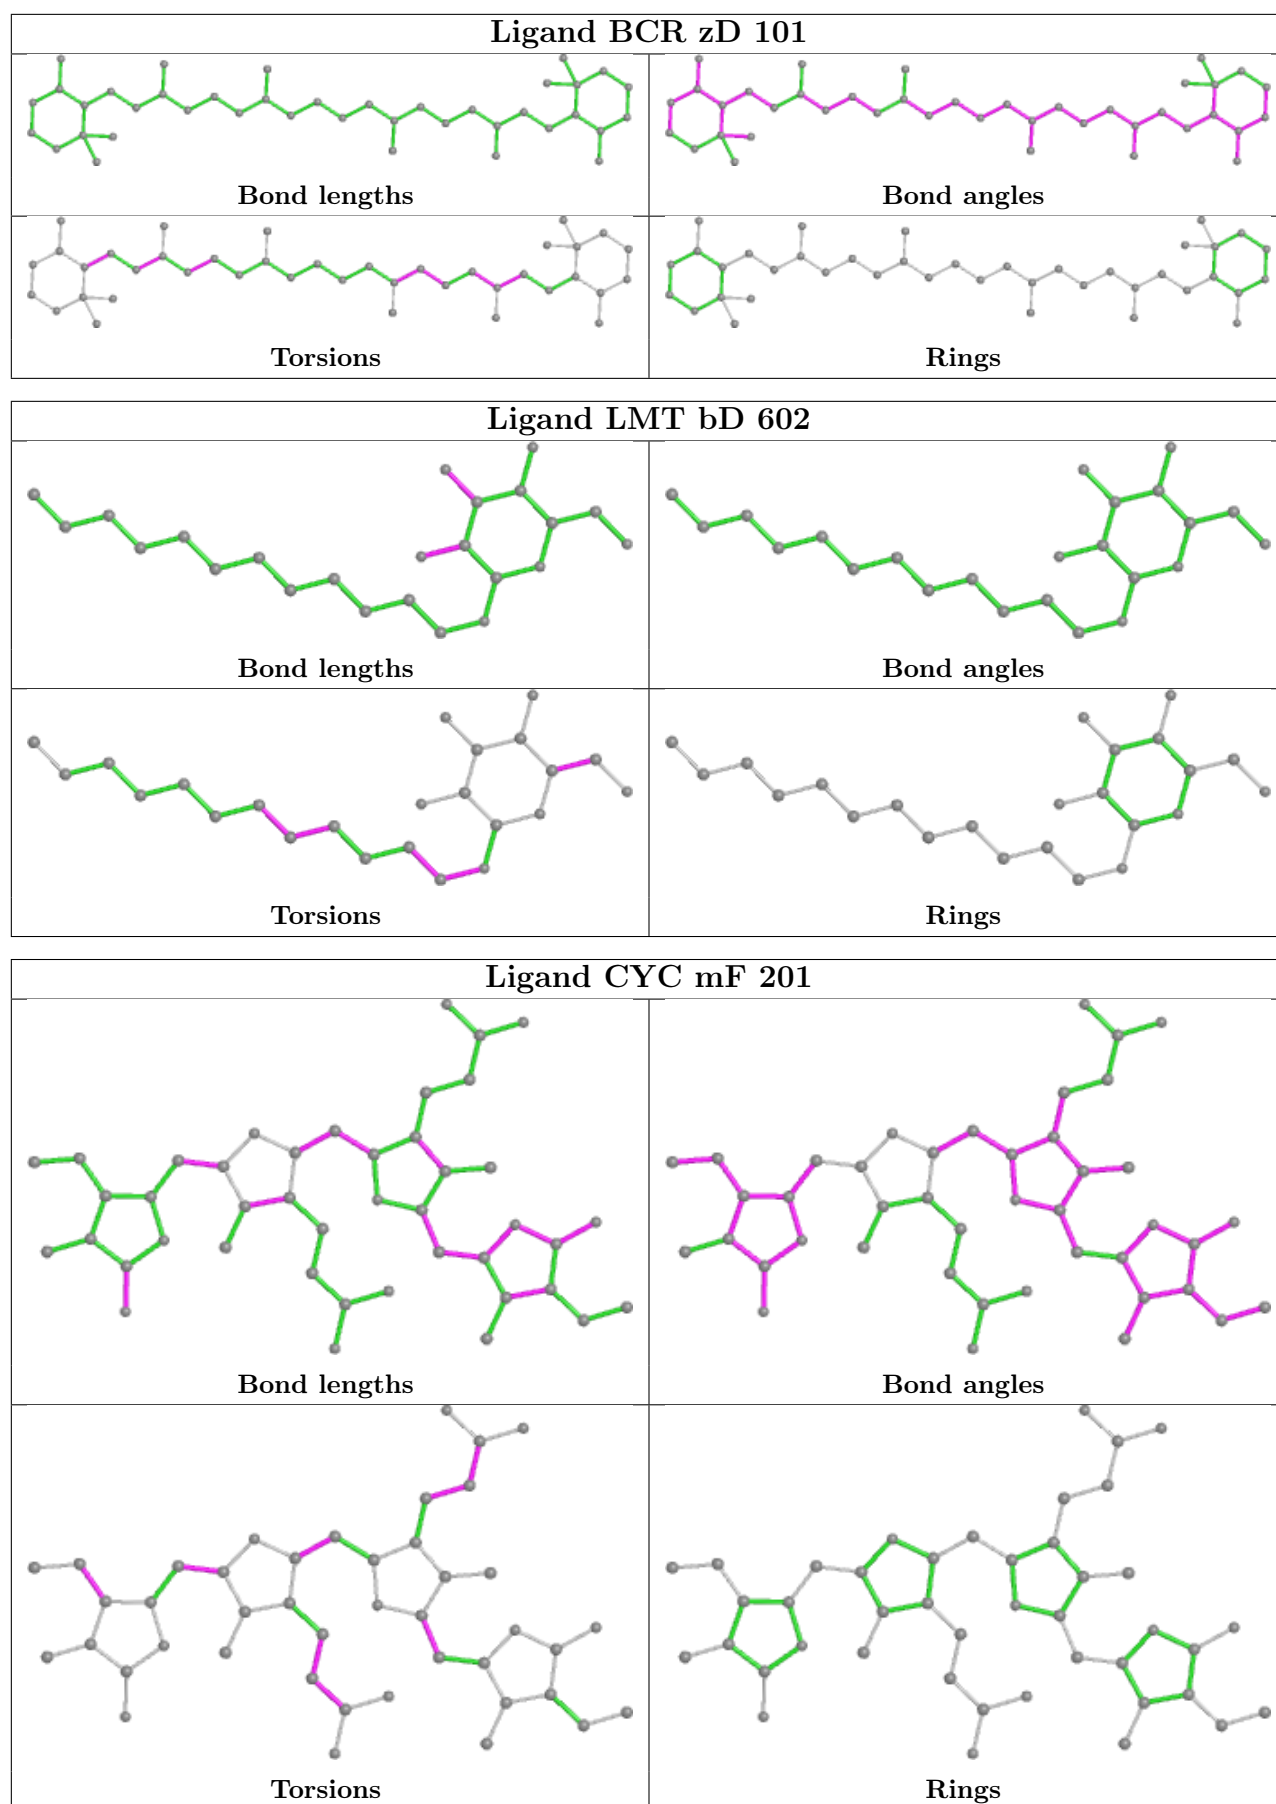 Ligand BCR zD 101
Bond lengths
Bond angles
Torsions
Rings
Ligand LMT bD 602
Bond lengths
Bond angles
Torsions
Rings
Ligand CYC mF 201
Bond lengths
Bond angles
Torsions
Rings